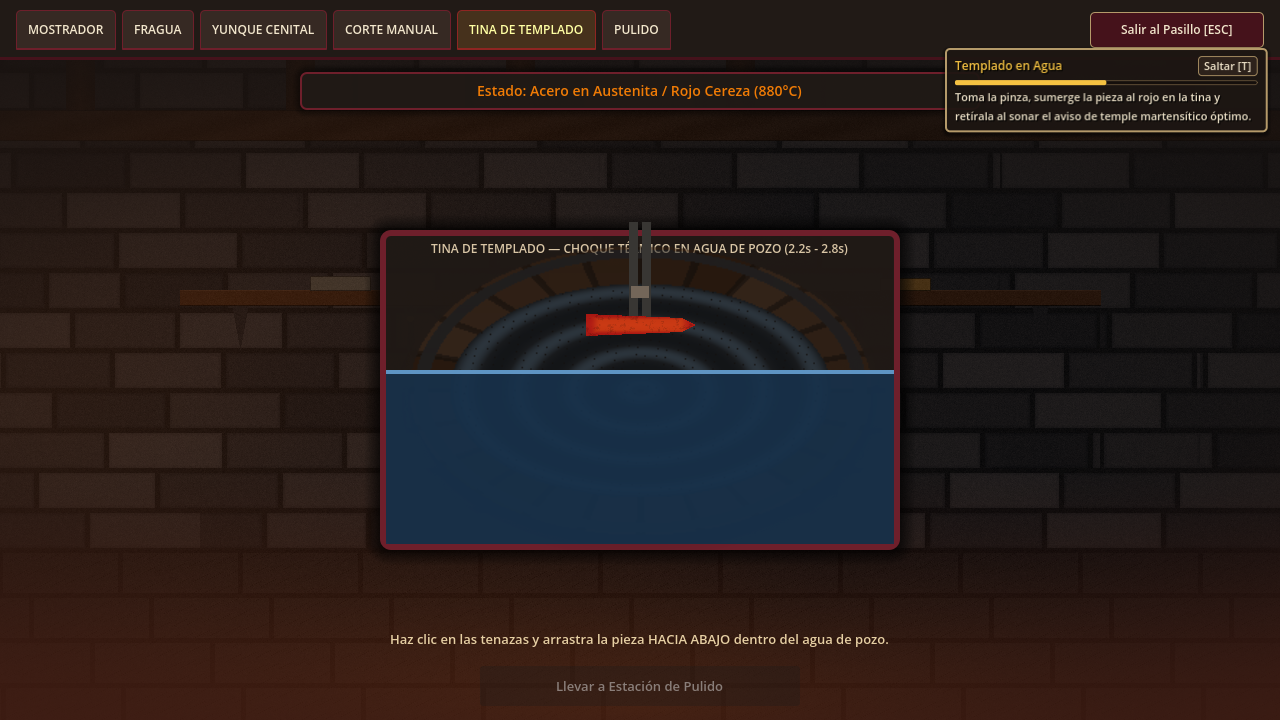 MOSTRADOR
FRAGUA
YUNQUE CENITAL
CORTE MANUAL
TINA DE TEMPLADO
PULIDO
Salir al Pasillo [ESC]
Estado: Acero en Austenita / Rojo Cereza (880°C)
Templado en Agua
Saltar [T]
Toma la pinza, sumerge la pieza al rojo en la tina y
retírala al sonar el aviso de temple martensítico óptimo.
TINA DE TEMPLADO — CHOQUE TÉRMICO EN AGUA DE POZO (2.2s - 2.8s)
Haz clic en las tenazas y arrastra la pieza HACIA ABAJO dentro del agua de pozo.
Llevar a Estación de Pulido